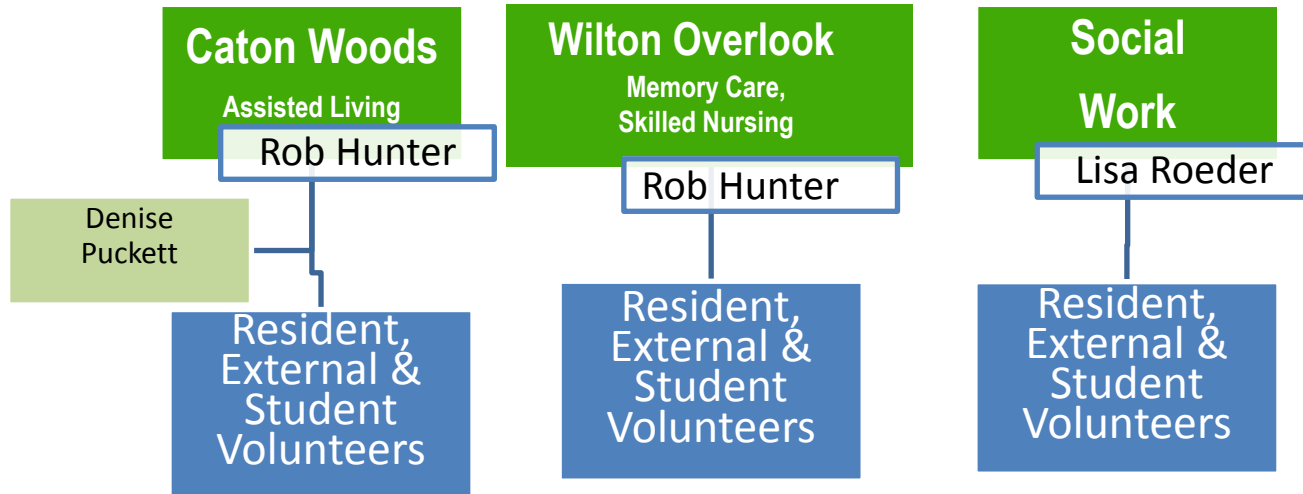 Caton Woods
Assisted Living
Rob Hunter
Denise
Puckett
Resident,
External &
Student
Volunteers
Wilton Overlook
Memory Care,
Skilled Nursing
Rob Hunter
Resident,
External &
Student
Volunteers
Social
Work
Lisa Roeder
Resident,
External &
Student
Volunteers